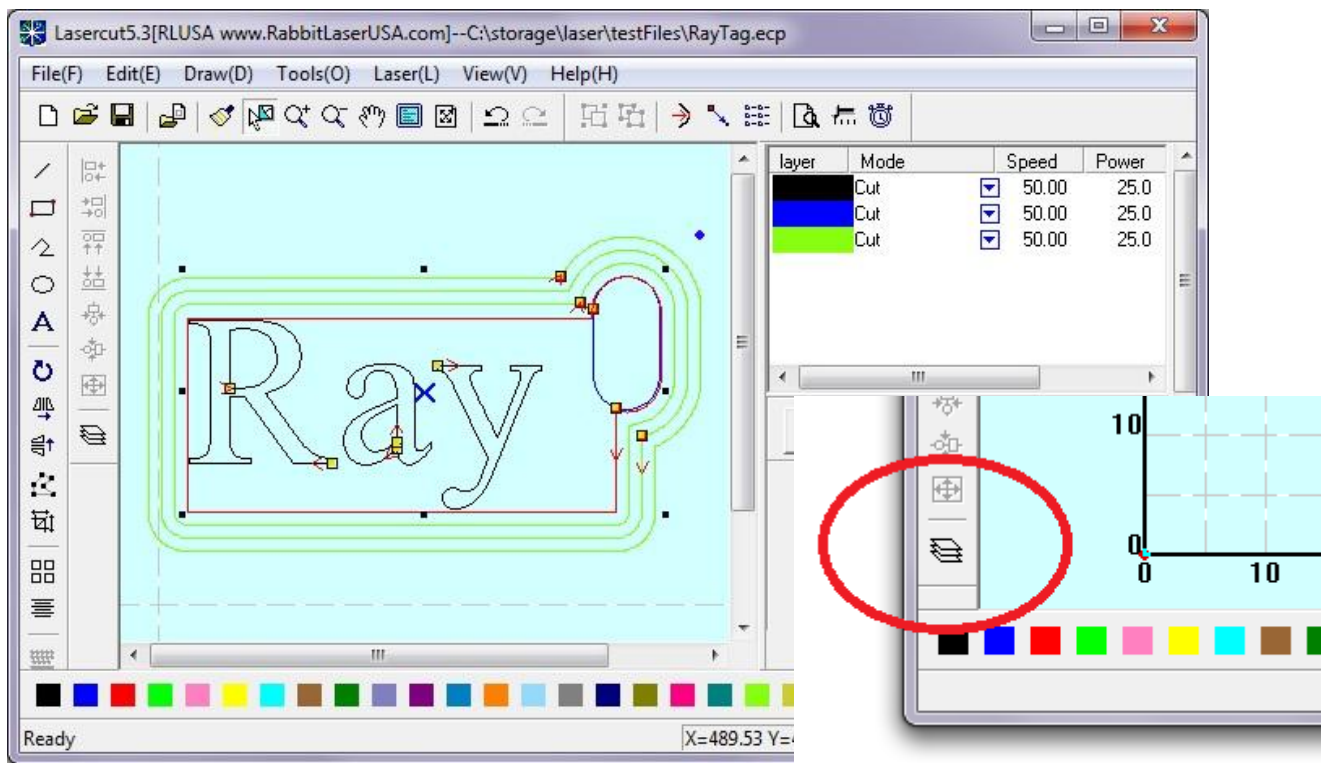 Lasercut5.3[RLUSA www.RabbitLaserUSA.com]--C:\storage\laser\testFiles\RayTag.ecp
File(F) Edit(E) Draw(D) Tools(O) Laser(L) View(V) Help(H)
layer Mode Speed Power
Cut 50.00 25.0
Cut 50.00 25.0
Cut 50.00 25.0
Ray
A
10
0
0 10
Ready
X=489.53 Y=